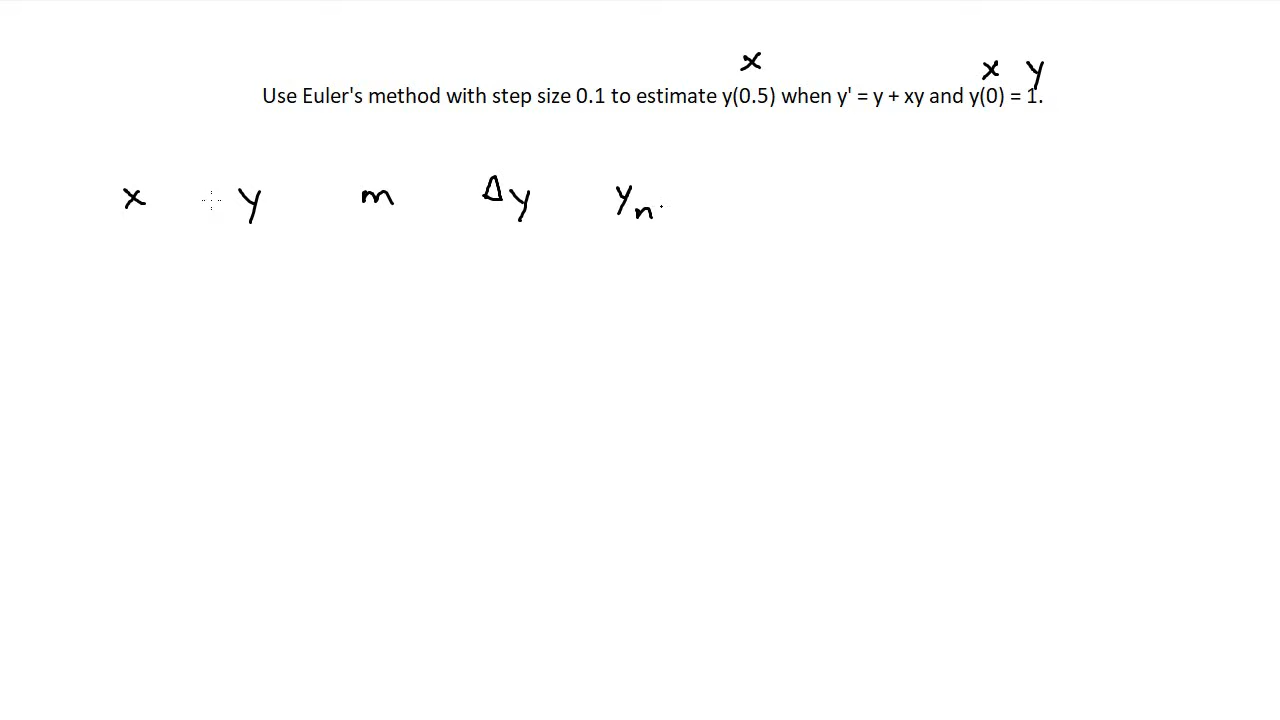 x x y
Use Euler's method with step size 0.1 to estimate y(0.5) when y' = y + xy and y(0) = 1.
x y m Δy yₙ